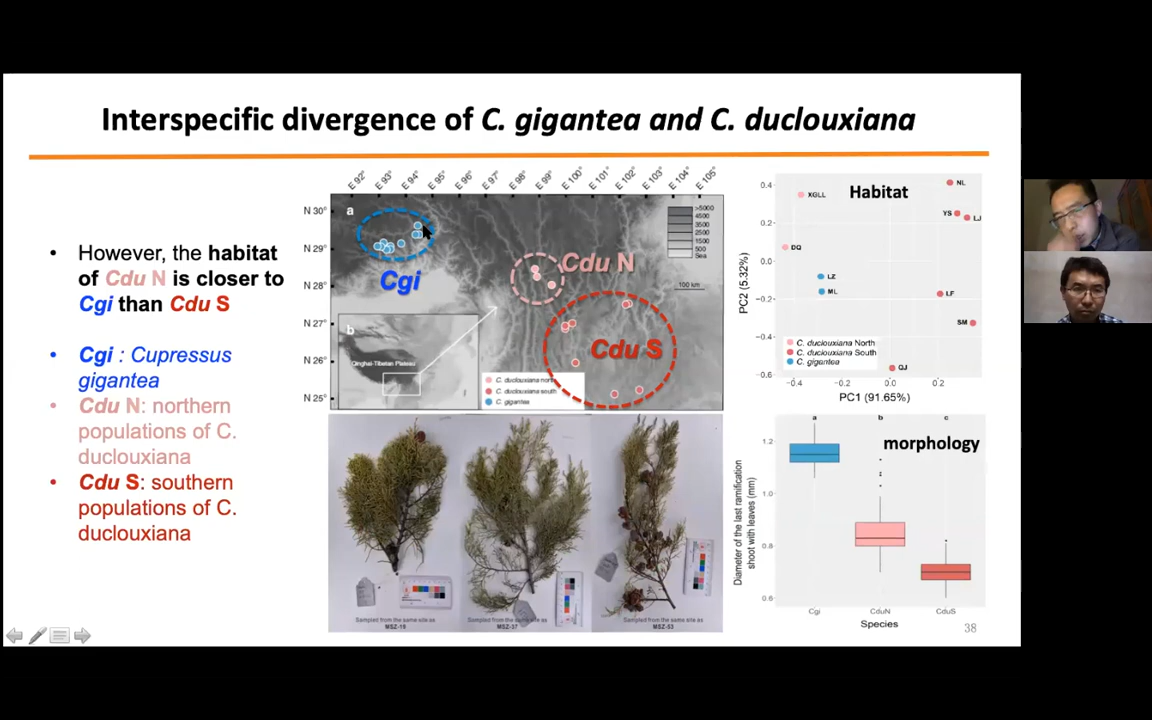 Interspecific divergence of C. gigantea and C. duclouxiana
• However, the habitat
of Cdu N is closer to
Cgi than Cdu S
• Cgi : Cupressus
gigantea
• Cdu N: northern
populations of C.
duclouxiana
• Cdu S: southern
populations of C.
duclouxiana
E 92° E 93° E 94° E 95° E 96° E 97° E 98° E 99° E 100° E 101° E 102° E 103° E 104° E 105°
N 30°
N 29°
N 28°
N 27°
N 26°
N 25°
a
Cgi
Cdu N
Cdu S
>5000
4500
3500
2500
1500
500
Sea
100 km
b
Qinghai-Tibetan Plateau
C. duclouxiana north
C. duclouxiana south
C. gigantea
Habitat
0.4
0.2
0.0
−0.2
−0.4
−0.6
PC2 (5.32%)
XGLL
NL
YS
LJ
DQ
LZ
ML
LF
SM
QJ
C. duclouxiana North
C. duclouxiana South
C. gigantea
−0.4 −0.2 0.0 0.2
PC1 (91.65%)
Sampled from the same site as
MSZ-19
Sampled from the same site as
MSZ-37
Sampled from the same site as
MSZ-53
a b c
morphology
1.2
1.0
0.8
0.6
Diameter of the last ramification
shoot with leaves (mm)
Cgi CduN CduS
Species
38